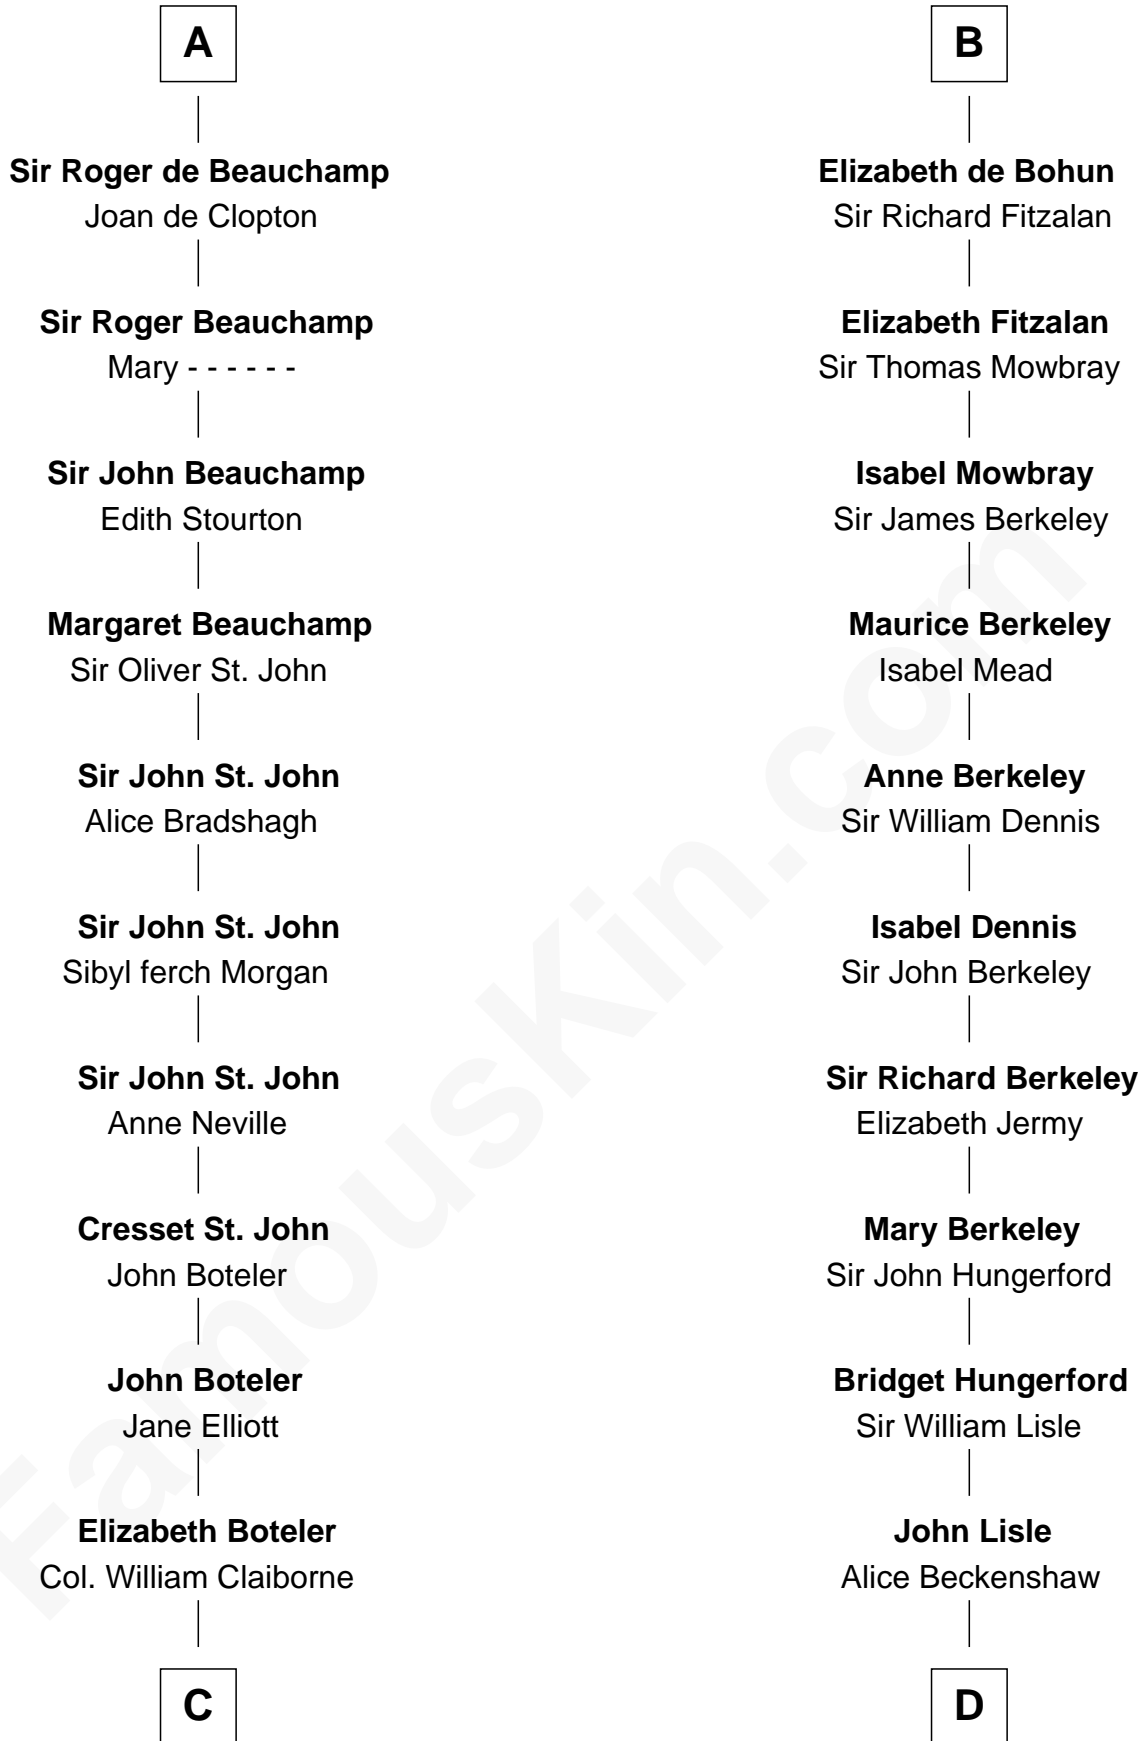 A
Sir Roger de Beauchamp
Joan de Clopton
Sir Roger Beauchamp
Mary - - - - - -
Sir John Beauchamp
Edith Stourton
Margaret Beauchamp
Sir Oliver St. John
Sir John St. John
Alice Bradshagh
Sir John St. John
Sibyl ferch Morgan
Sir John St. John
Anne Neville
Cresset St. John
John Boteler
John Boteler
Jane Elliott
Elizabeth Boteler
Col. William Claiborne
C
B
Elizabeth de Bohun
Sir Richard Fitzalan
Elizabeth Fitzalan
Sir Thomas Mowbray
Isabel Mowbray
Sir James Berkeley
Maurice Berkeley
Isabel Mead
Anne Berkeley
Sir William Dennis
Isabel Dennis
Sir John Berkeley
Sir Richard Berkeley
Elizabeth Jermy
Mary Berkeley
Sir John Hungerford
Bridget Hungerford
Sir William Lisle
John Lisle
Alice Beckenshaw
D
FamousKin.com